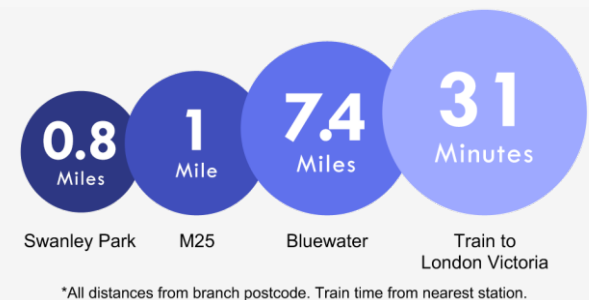 0.8
Miles
1
Mile
7.4
Miles
31
Minutes
Swanley Park
M25
Bluewater
Train to
London Victoria
*All distances from branch postcode. Train time from nearest station.